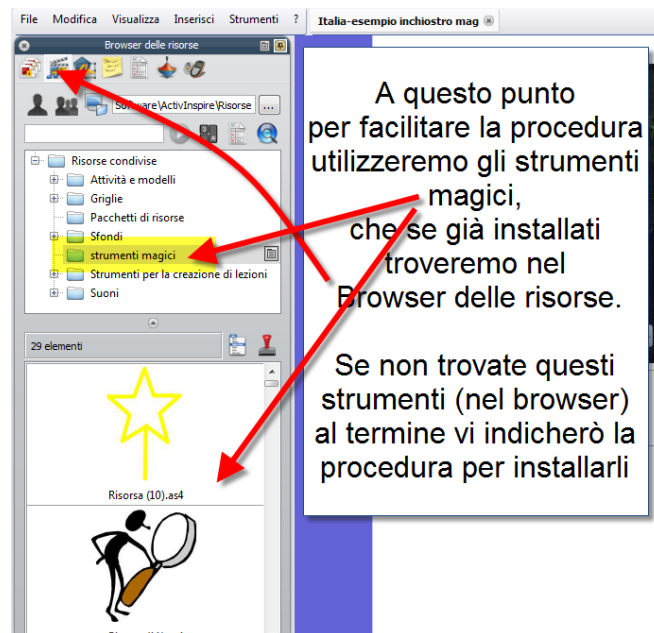 File Modifica Visualizza Inserisci Strumenti ?
Italia-esempio inchiostro mag
Browser delle risorse
Software\ActivInspire\Risorse ...
Risorse condivise
Attività e modelli
Griglie
Pacchetti di risorse
Sfondi
strumenti magici
Strumenti per la creazione di lezioni
Suoni
29 elementi
Risorsa (10).as4
A questo punto
per facilitare la procedura
utilizzeremo gli strumenti
magici,
che se già installati
troveremo nel
Browser delle risorse.
Se non trovate questi
strumenti (nel browser)
al termine vi indicherò la
procedura per installarli